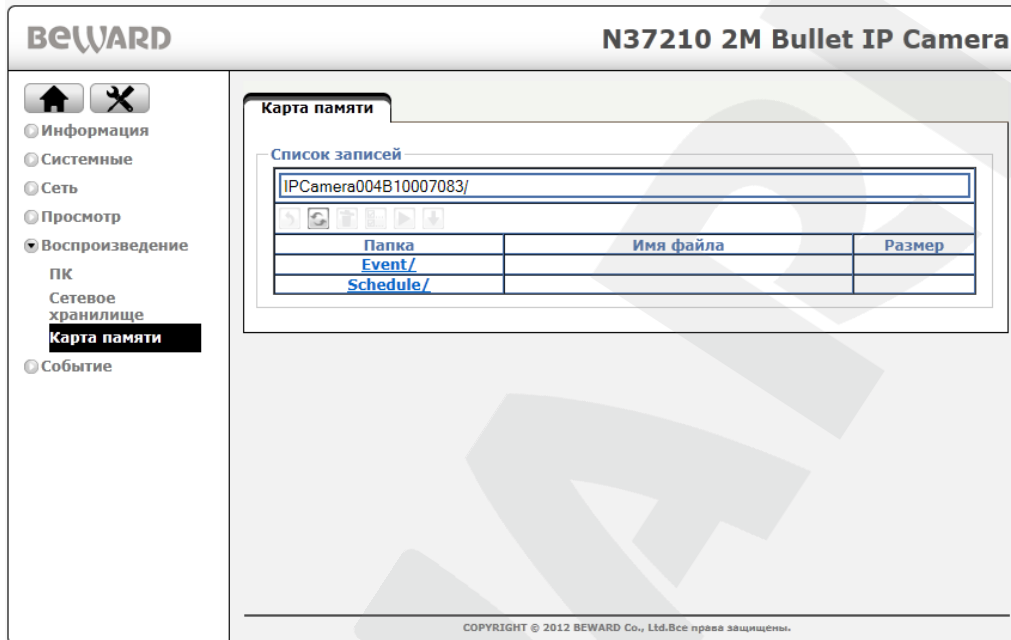 BEWARD
N37210 2M Bullet IP Camera
Информация
Системные
Сеть
Просмотр
Воспроизведение
ПК
Сетевое
хранилище
Карта памяти
Событие
Карта памяти
Список записей
IPCamera004B10007083/
Папка Имя файла Размер
Event/
Schedule/
COPYRIGHT © 2012 BEWARD Co., Ltd.Все права защищены.